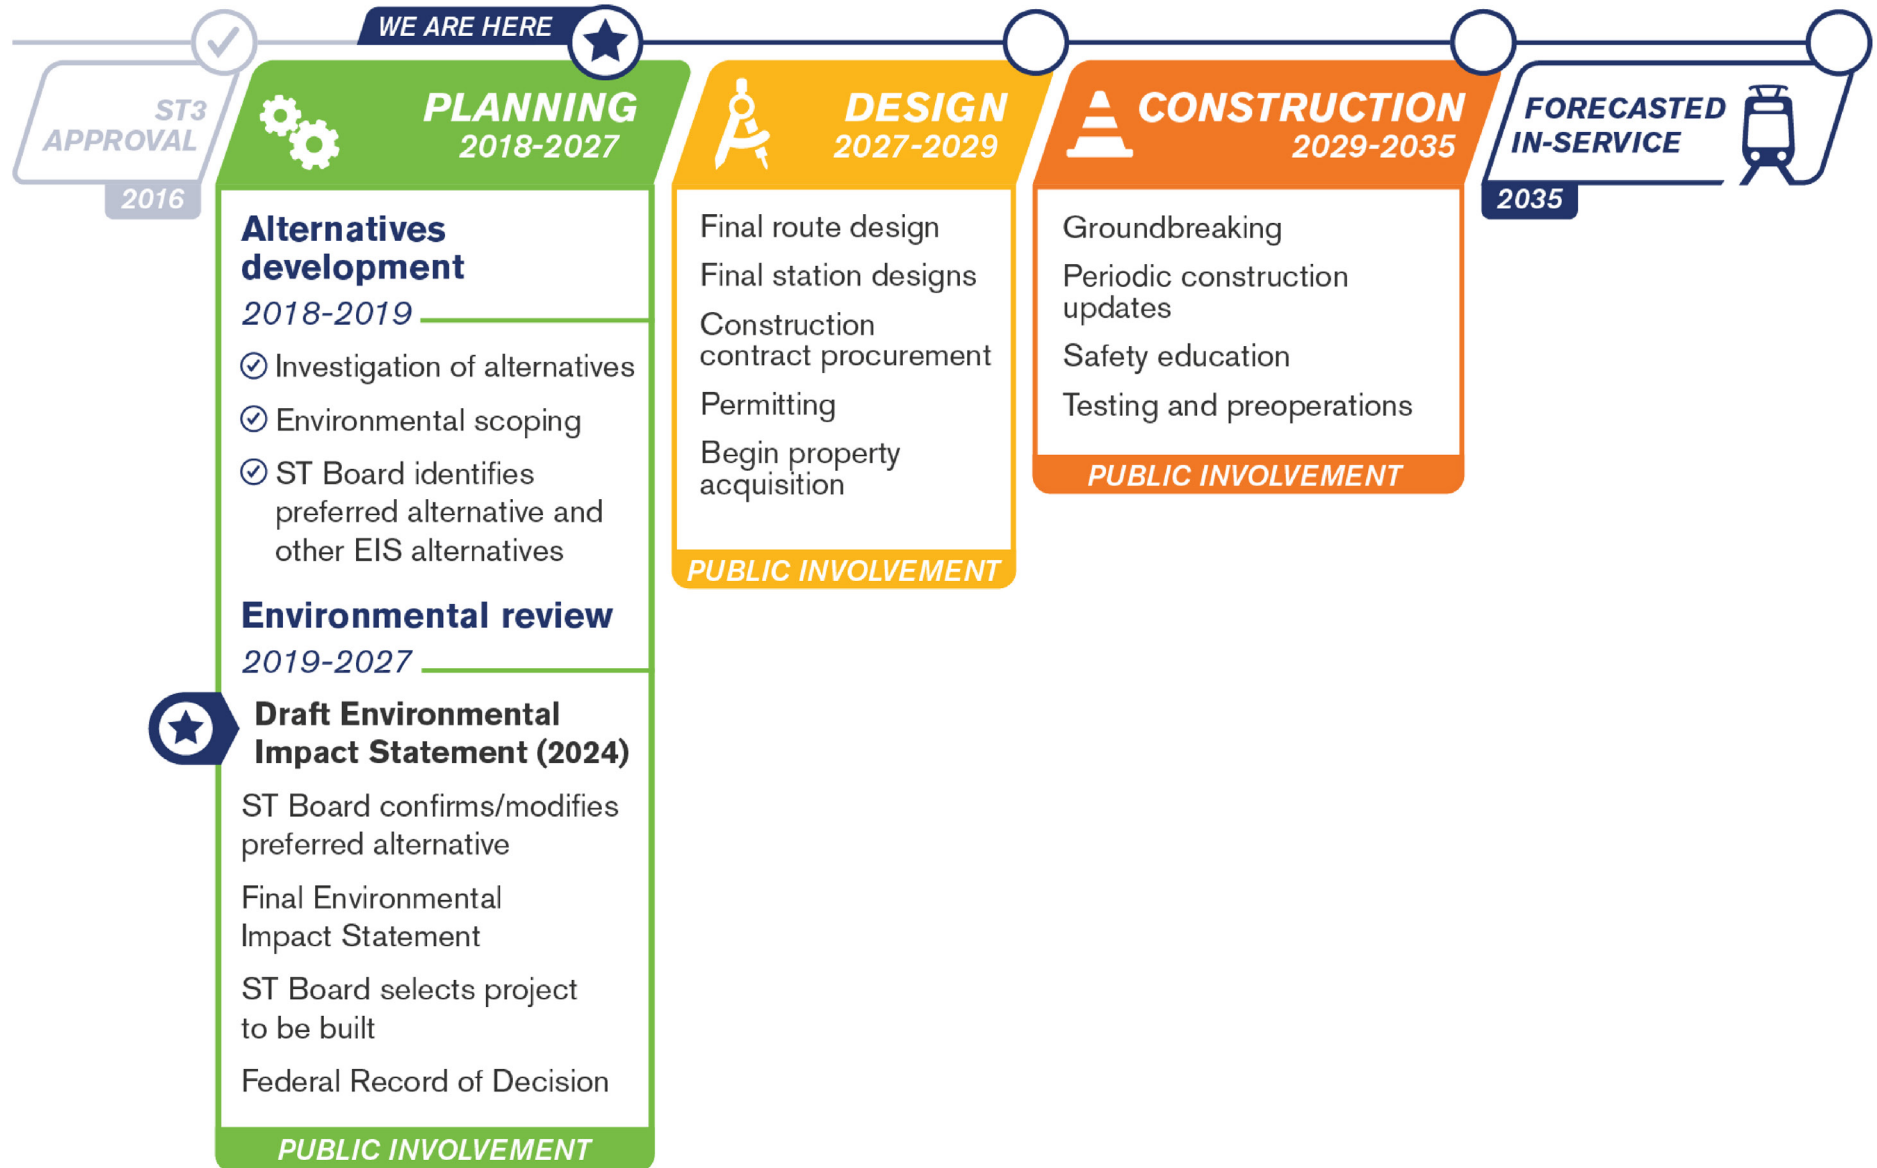 WE ARE HERE
ST3
APPROVAL
2016
PLANNING
2018-2027
Alternatives
development
2018-2019
Investigation of alternatives
Environmental scoping
ST Board identifies
preferred alternative and
other EIS alternatives
Environmental review
2019-2027
Draft Environmental
Impact Statement (2024)
ST Board confirms/modifies
preferred alternative
Final Environmental
Impact Statement
ST Board selects project
to be built
Federal Record of Decision
PUBLIC INVOLVEMENT
DESIGN
2027-2029
Final route design
Final station designs
Construction
contract procurement
Permitting
Begin property
acquisition
PUBLIC INVOLVEMENT
CONSTRUCTION
2029-2035
Groundbreaking
Periodic construction
updates
Safety education
Testing and preoperations
PUBLIC INVOLVEMENT
FORECASTED
IN-SERVICE
2035